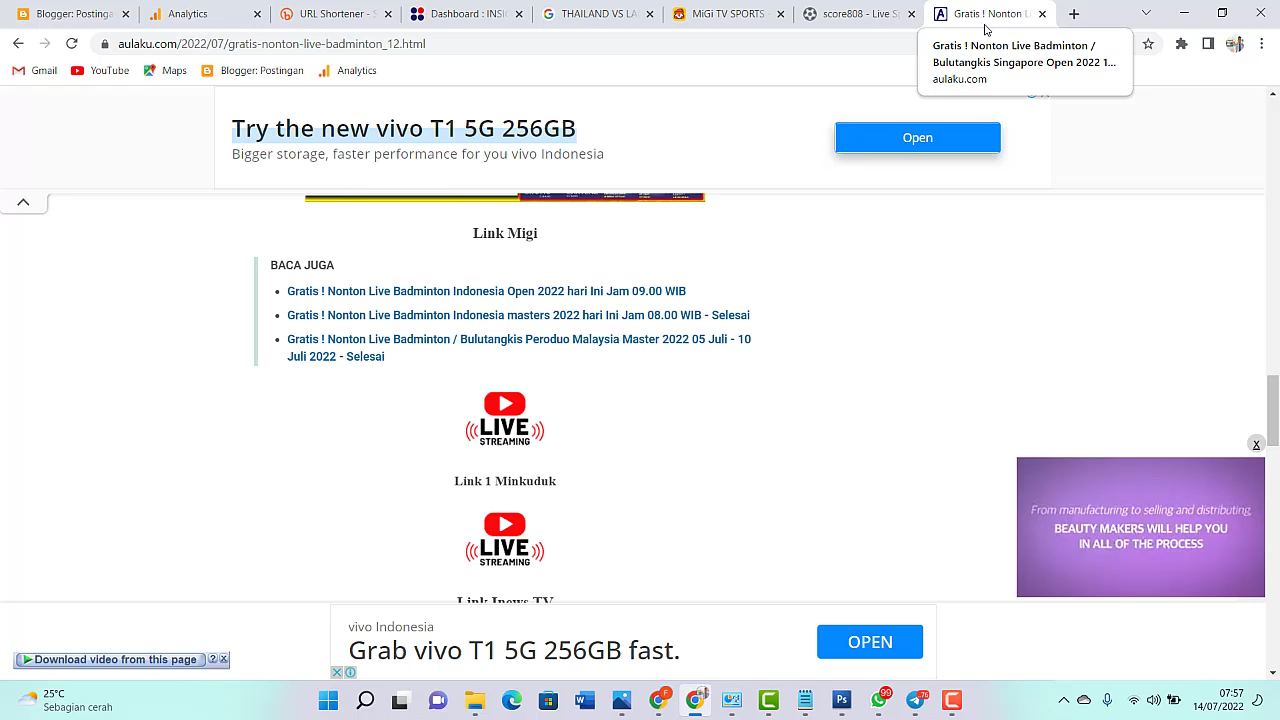 Blogger: Posting
Analytics
URL Shortener - S
Dashboard : INSI
THAILAND VS LA
MiGi TV SPORTS
score808 - Live S
Gratis ! Nonton Li
aulaku.com/2022/07/gratis-nonton-live-badminton_12.html
Gmail
YouTube
Maps
Blogger: Postingan
Analytics
Gratis ! Nonton Live Badminton /
Bulutangkis Singapore Open 2022 1...
aulaku.com
Try the new vivo T1 5G 256GB
Bigger storage, faster performance for you vivo Indonesia
Open
Link Migi
BACA JUGA
Gratis ! Nonton Live Badminton Indonesia Open 2022 hari Ini Jam 09.00 WIB
Gratis ! Nonton Live Badminton Indonesia masters 2022 hari Ini Jam 08.00 WIB - Selesai
Gratis ! Nonton Live Badminton / Bulutangkis Peroduo Malaysia Master 2022 05 Juli - 10
Juli 2022 - Selesai
LIVE
STREAMING
Link 1 Minkuduk
LIVE
STREAMING
Link Inews TV
X
From manufacturing to selling and distributing,
BEAUTY MAKERS WILL HELP YOU
IN ALL OF THE PROCESS
vivo Indonesia
Grab vivo T1 5G 256GB fast.
OPEN
Download video from this page
25°C
Sebagian cerah
99
76
07:57
14/07/2022